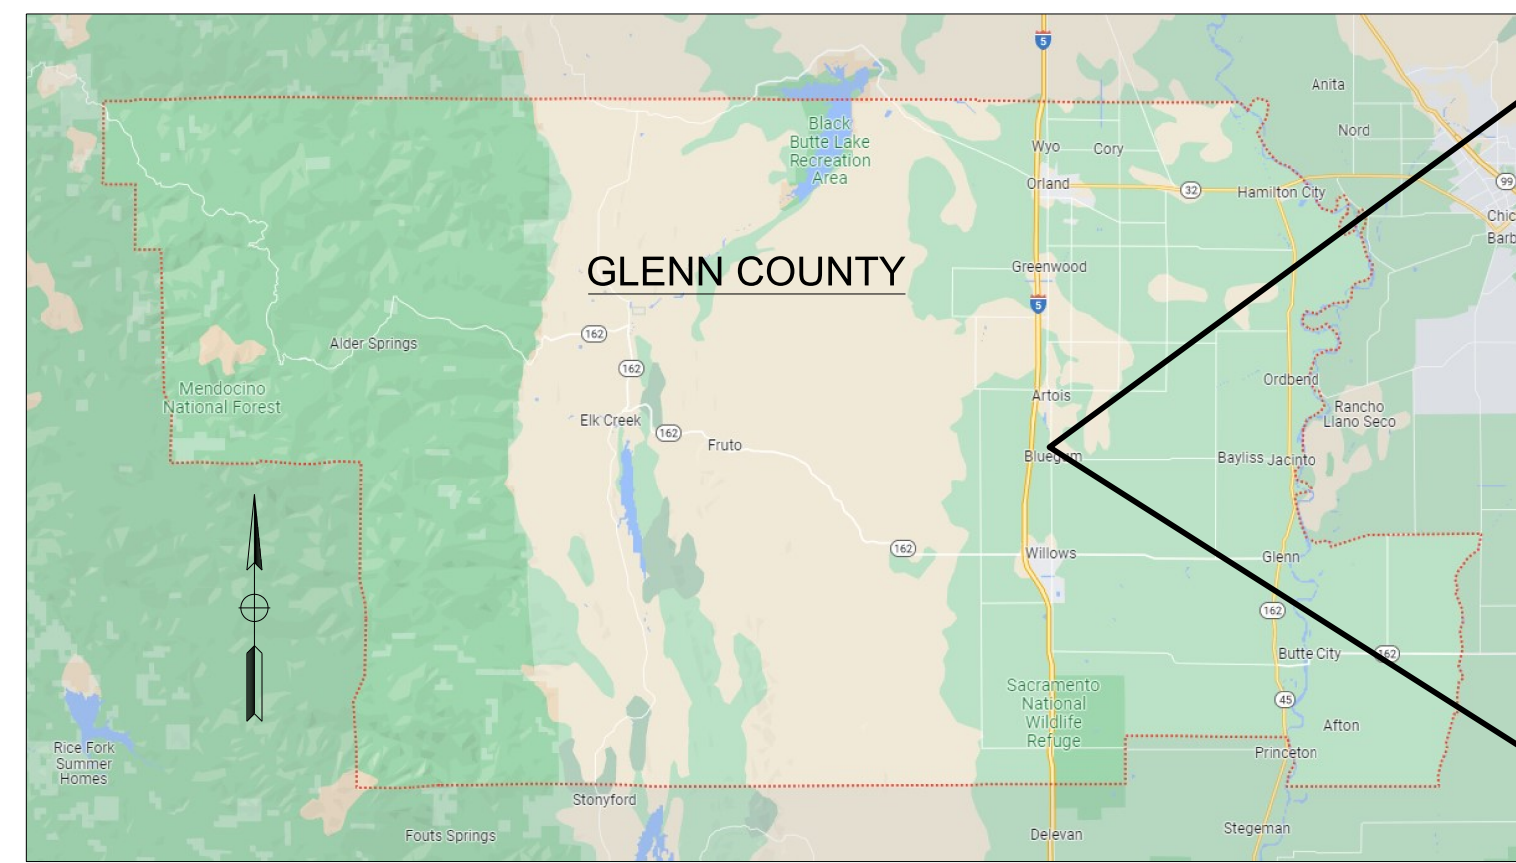 5
Anita
Black
Butte Lake
Recreation
Area
Nord
Wyo
Cory
Orland
32
Hamilton City
99
Chic
Barb
GLENN COUNTY
Greenwood
5
162
Alder Springs
162
Mendocino
National Forest
Ordbend
Artois
Rancho
Llano Seco
Elk Creek
162
Fruto
Bluegum
Bayliss
Jacinto
162
Willows
Glenn
162
Butte City
162
Sacramento
National
Wildlife
Refuge
45
Afton
Rice Fork
Summer
Homes
Princeton
Stonyford
Fouts Springs
Delevan
Stegeman